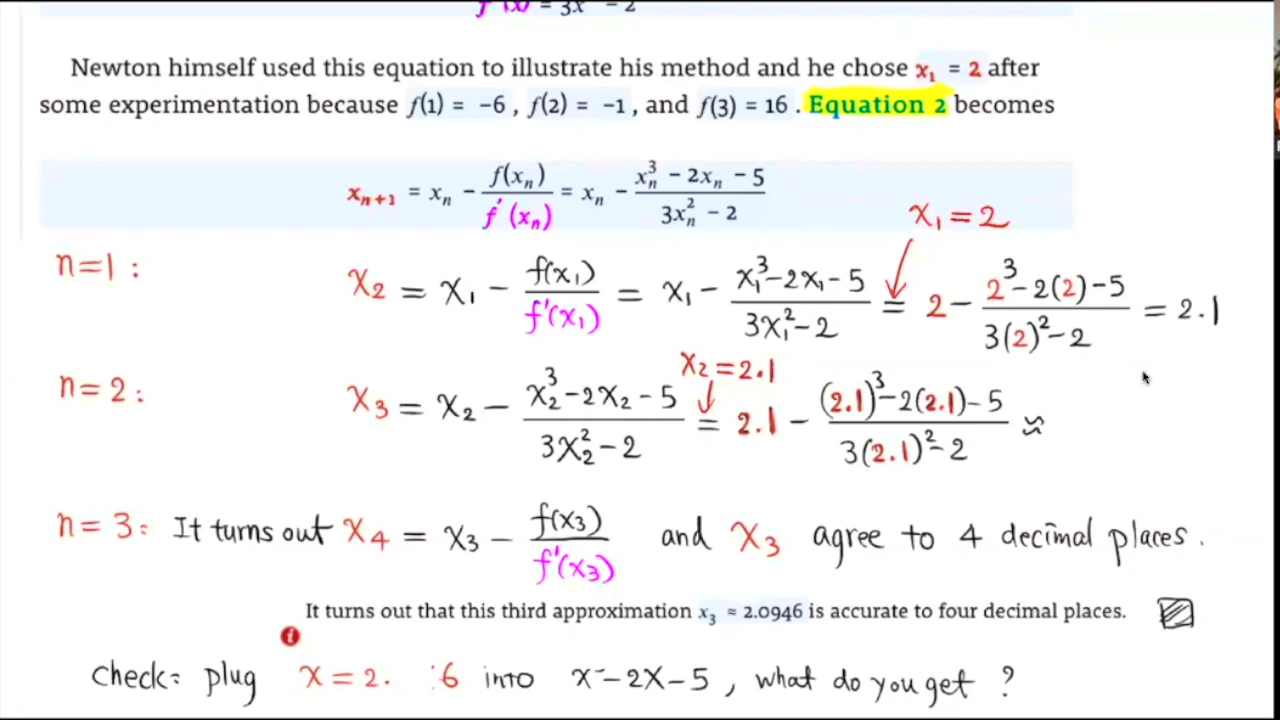 f'(x) = 3x² - 2
Newton himself used this equation to illustrate his method and he chose x₁ = 2 after
some experimentation because f(1) = -6, f(2) = -1, and f(3) = 16. Equation 2 becomes
xₙ₊₁ = xₙ - f(xₙ)/f'(xₙ) = xₙ - (xₙ³ - 2xₙ - 5)/(3xₙ² - 2)
x₁ = 2
n=1: x₂ = x₁ - f(x₁)/f'(x₁) = x₁ - (x₁³-2x₁-5)/(3x₁²-2) = 2 - (2³-2(2)-5)/(3(2)²-2) = 2.1
x₂ = 2.1
n=2: x₃ = x₂ - (x₂³-2x₂-5)/(3x₂²-2) = 2.1 - ((2.1)³-2(2.1)-5)/(3(2.1)²-2) ≈
n=3: It turns out x₄ = x₃ - f(x₃)/f'(x₃) and x₃ agree to 4 decimal places.
It turns out that this third approximation x₃ ≈ 2.0946 is accurate to four decimal places.
check: plug x = 2. 6 into x - 2x - 5, what do you get?